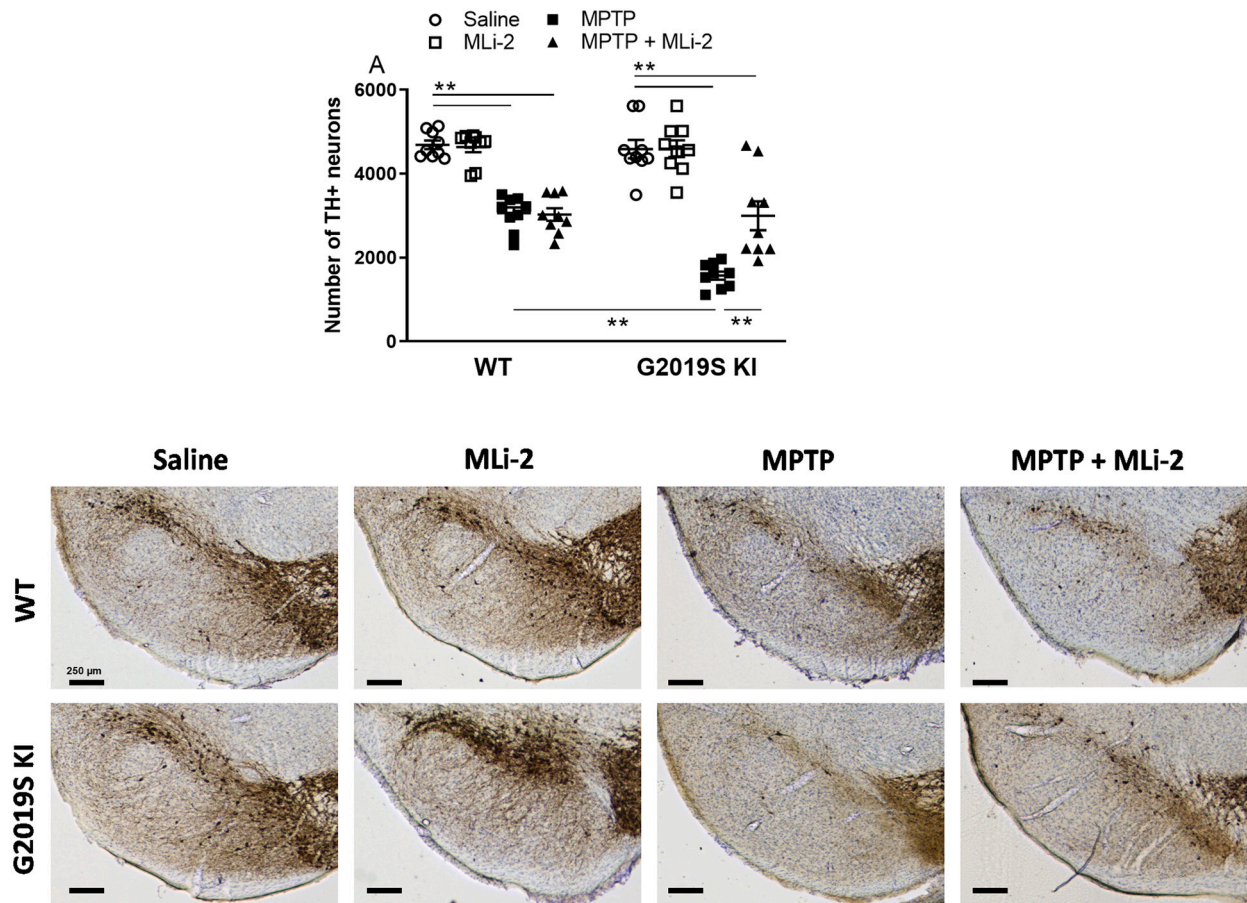 Saline MPTP
MLi-2 MPTP + MLi-2
A
6000
4000
2000
0
Number of TH+ neurons
**
**
**
**
WT G2019S KI
Saline MLi-2 MPTP MPTP + MLi-2
WT
250 µm
G2019S KI